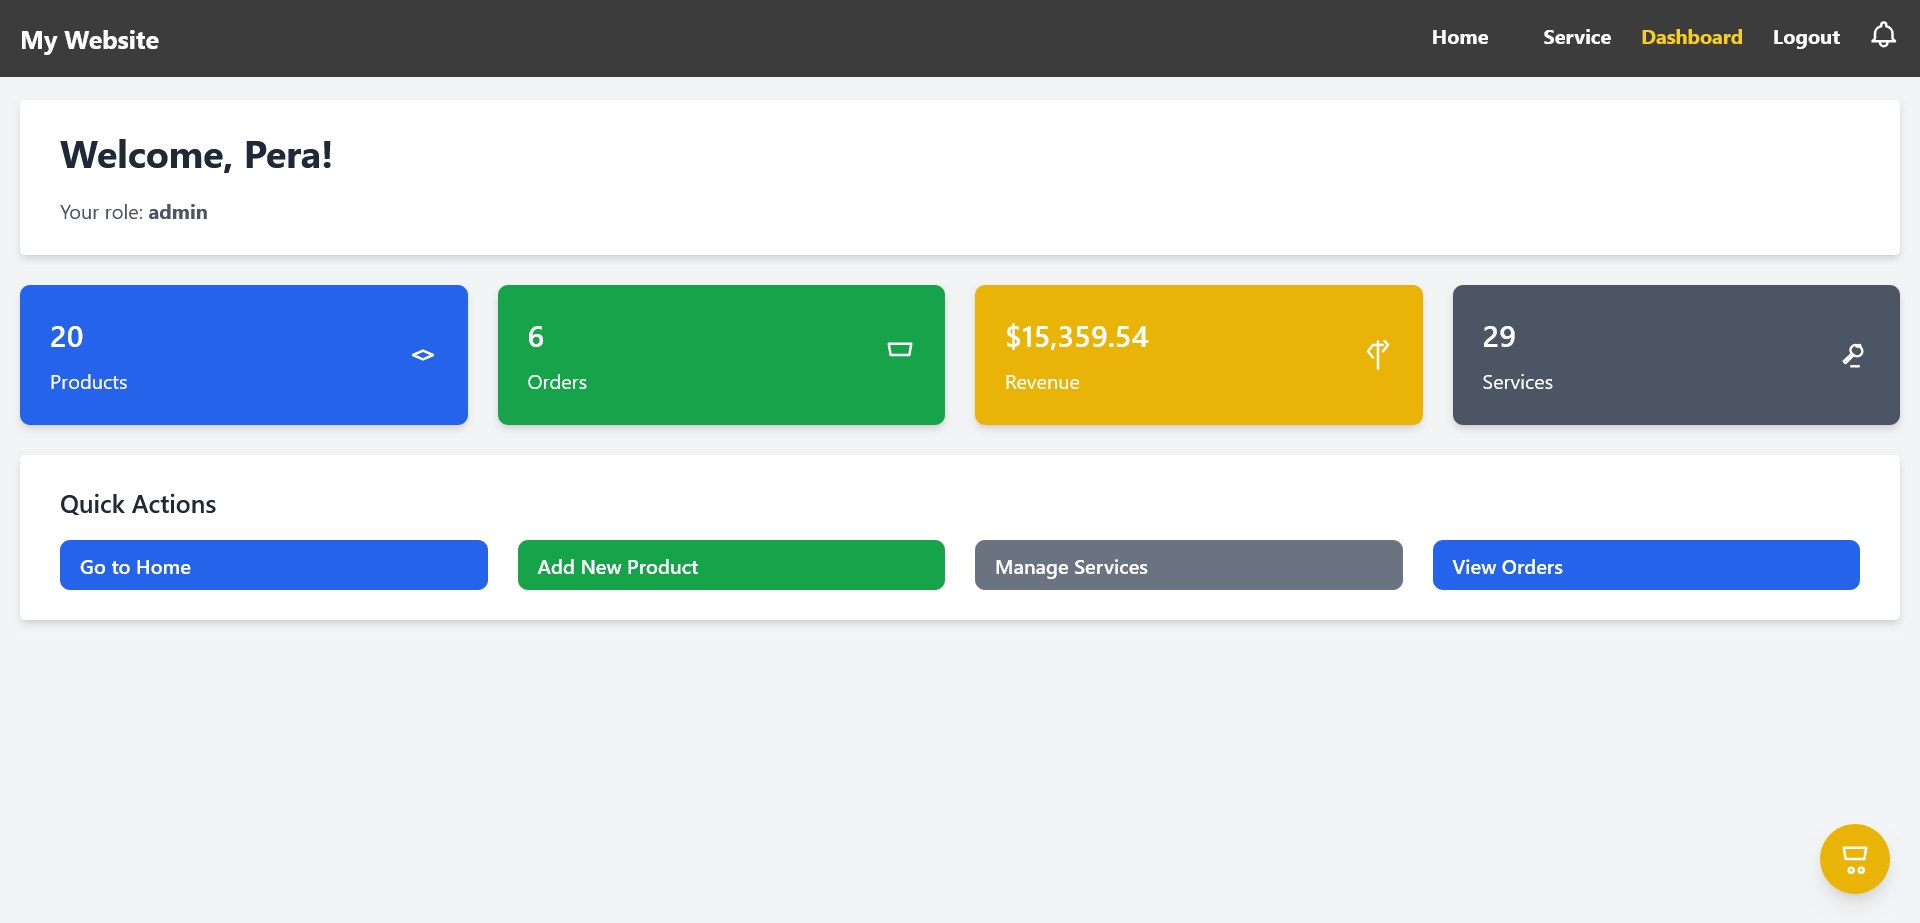 My Website
Home Service Dashboard Logout
Welcome, Pera!
Your role: admin
20
Products
6
Orders
$15,359.54
Revenue
29
Services
Quick Actions
Go to Home
Add New Product
Manage Services
View Orders